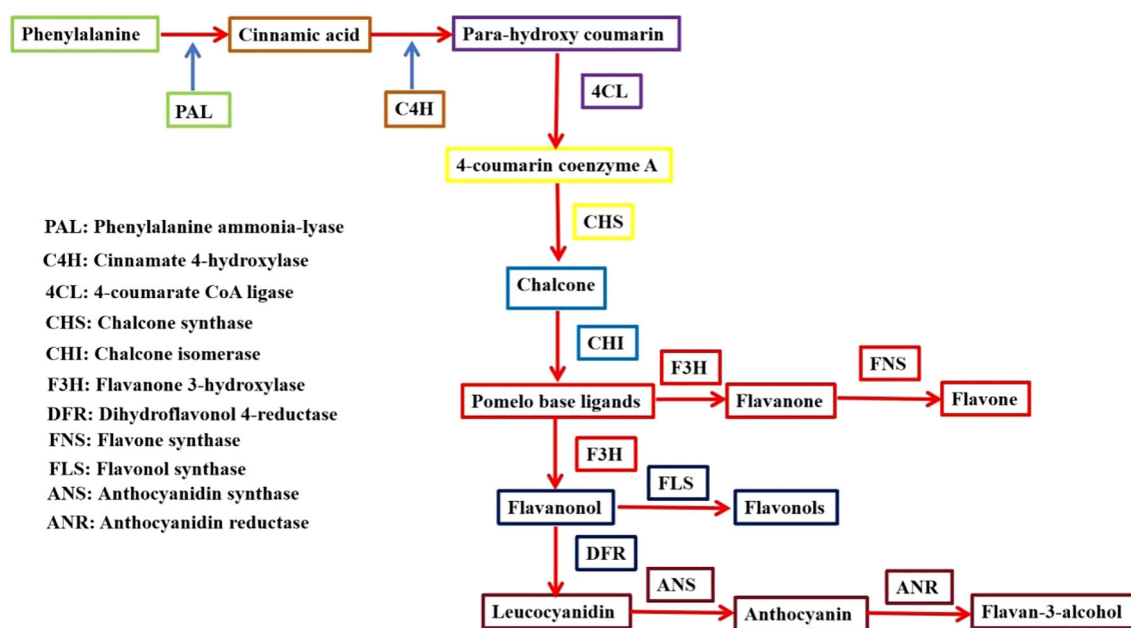 Phenylalanine
Cinnamic acid
Para-hydroxy coumarin
PAL
C4H
4CL
4-coumarin coenzyme A
CHS
Chalcone
CHI
F3H
FNS
Pomelo base ligands
Flavanone
Flavone
F3H
FLS
Flavanonol
Flavonols
DFR
ANS
ANR
Leucocyanidin
Anthocyanin
Flavan-3-alcohol
PAL: Phenylalanine ammonia-lyase
C4H: Cinnamate 4-hydroxylase
4CL: 4-coumarate CoA ligase
CHS: Chalcone synthase
CHI: Chalcone isomerase
F3H: Flavanone 3-hydroxylase
DFR: Dihydroflavonol 4-reductase
FNS: Flavone synthase
FLS: Flavonol synthase
ANS: Anthocyanidin synthase
ANR: Anthocyanidin reductase